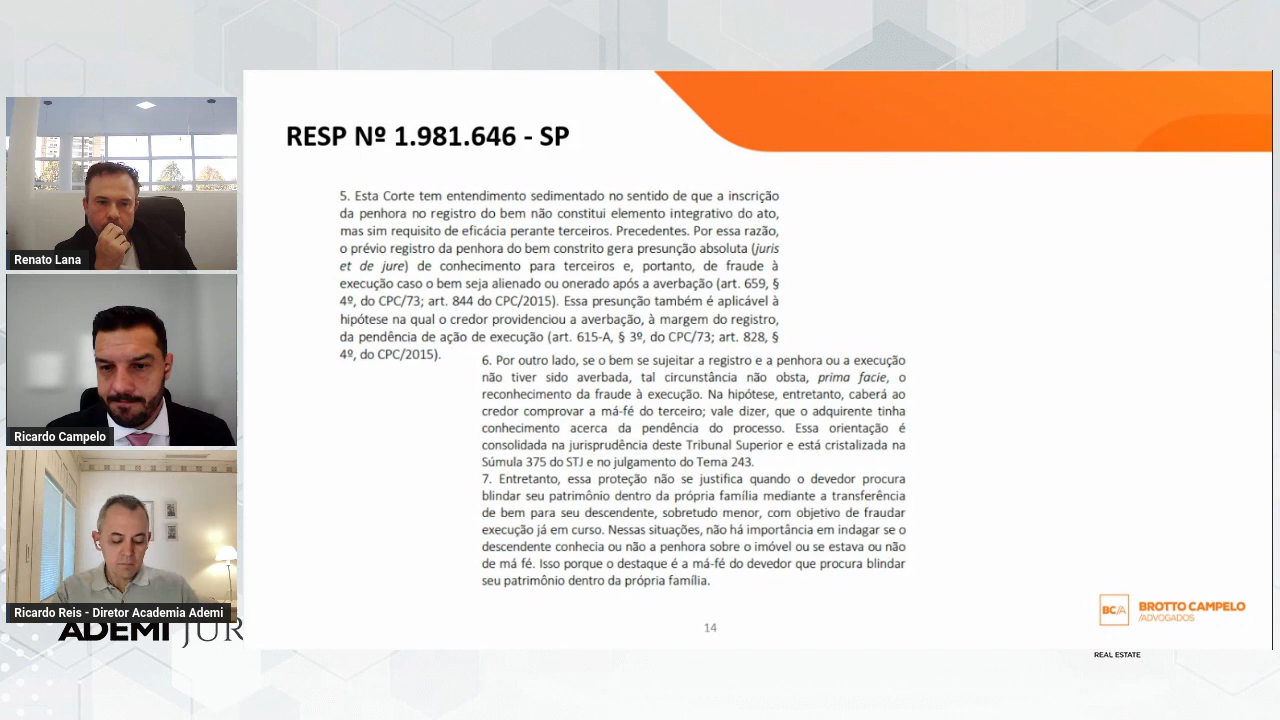 RESP Nº 1.981.646 - SP
5. Esta Corte tem entendimento sedimentado no sentido de que a inscrição
da penhora no registro do bem não constitui elemento integrativo do ato,
mas sim requisito de eficácia perante terceiros. Precedentes. Por essa razão,
o prévio registro da penhora do bem constrito gera presunção absoluta (juris
et de jure) de conhecimento para terceiros e, portanto, de fraude à
execução caso o bem seja alienado ou onerado após a averbação (art. 659, §
4º, do CPC/73; art. 844 do CPC/2015). Essa presunção também é aplicável à
hipótese na qual o credor providenciou a averbação, à margem do registro,
da pendência de ação de execução (art. 615-A, § 3º, do CPC/73; art. 828, §
4º, do CPC/2015).
6. Por outro lado, se o bem se sujeitar a registro e a penhora ou a execução
não tiver sido averbada, tal circunstância não obsta, prima facie, o
reconhecimento da fraude à execução. Na hipótese, entretanto, caberá ao
credor comprovar a má-fé do terceiro; vale dizer, que o adquirente tinha
conhecimento acerca da pendência do processo. Essa orientação é
consolidada na jurisprudência deste Tribunal Superior e está cristalizada na
Súmula 375 do STJ e no julgamento do Tema 243.
7. Entretanto, essa proteção não se justifica quando o devedor procura
blindar seu patrimônio dentro da própria família mediante a transferência
de bem para seu descendente, sobretudo menor, com objetivo de fraudar
execução já em curso. Nessas situações, não há importância em indagar se o
descendente conhecia ou não a penhora sobre o imóvel ou se estava ou não
de má fé. Isso porque o destaque é a má-fé do devedor que procura blindar
seu patrimônio dentro da própria família.
14
BC/A BROTTO CAMPELO
/ADVOGADOS
REAL ESTATE
Renato Lana
Ricardo Campelo
Ricardo Reis - Diretor Academia Ademi
ADEMI JUR